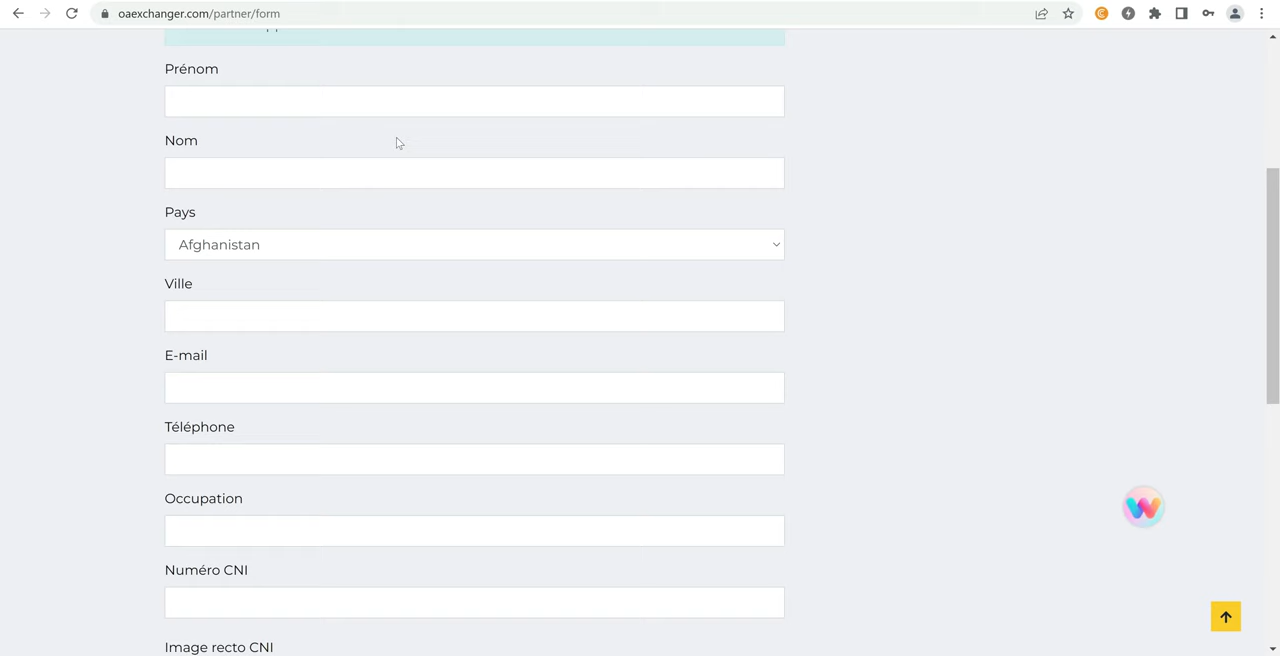 oaexchanger.com/partner/form
Prénom
Nom
Pays
Afghanistan
Ville
E-mail
Téléphone
Occupation
Numéro CNI
Image recto CNI